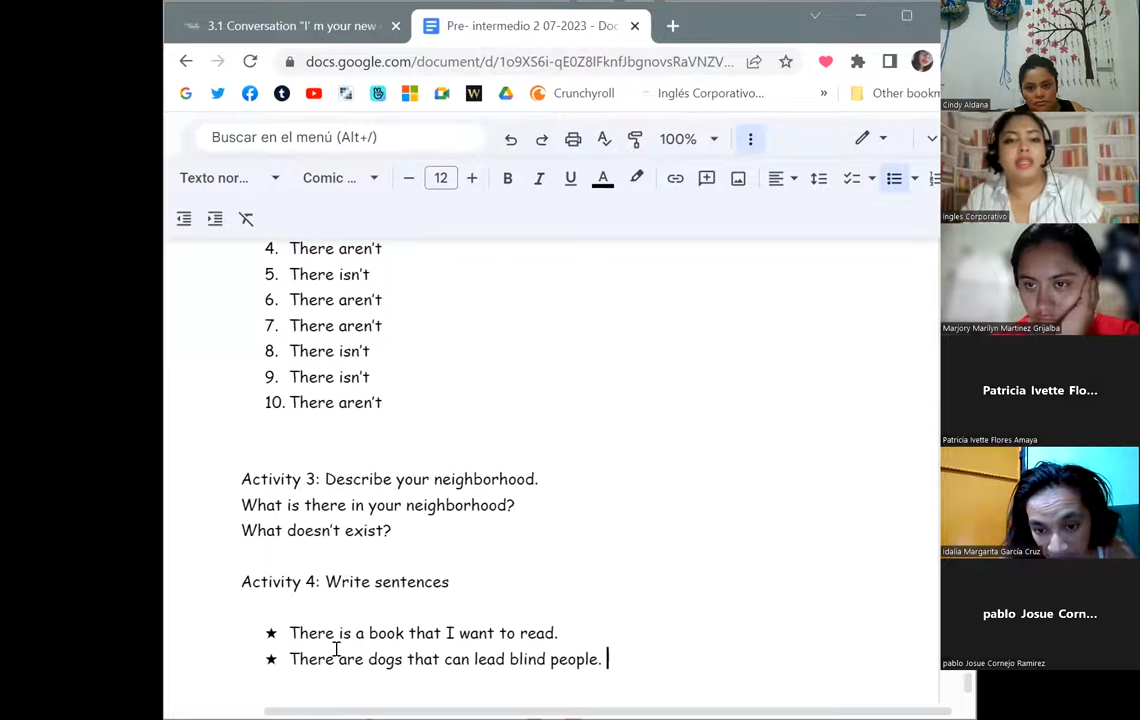 3.1 Conversation "I' m your new
Pre- intermedio 2 07-2023 - Doc
docs.google.com/document/d/1o9XS6i-qE0Z8lFknfJbgnovsRaVNZV...
Crunchyroll
Inglés Corporativo...
»
Other bookm
Buscar en el menú (Alt+/)
100%
Texto nor...
Comic ...
12
4. There aren't
5. There isn't
6. There aren't
7. There aren't
8. There isn't
9. There isn't
10. There aren't
Activity 3: Describe your neighborhood.
What is there in your neighborhood?
What doesn't exist?
Activity 4: Write sentences
★ There is a book that I want to read.
★ There are dogs that can lead blind people.
Cindy Aldana
Ingles Corporativo
Marjory Marilyn Martinez Grijalba
Patricia Ivette Flo...
Patricia Ivette Flores Amaya
Idalia Margarita García Cruz
pablo Josue Corn...
pablo Josue Cornejo Ramirez